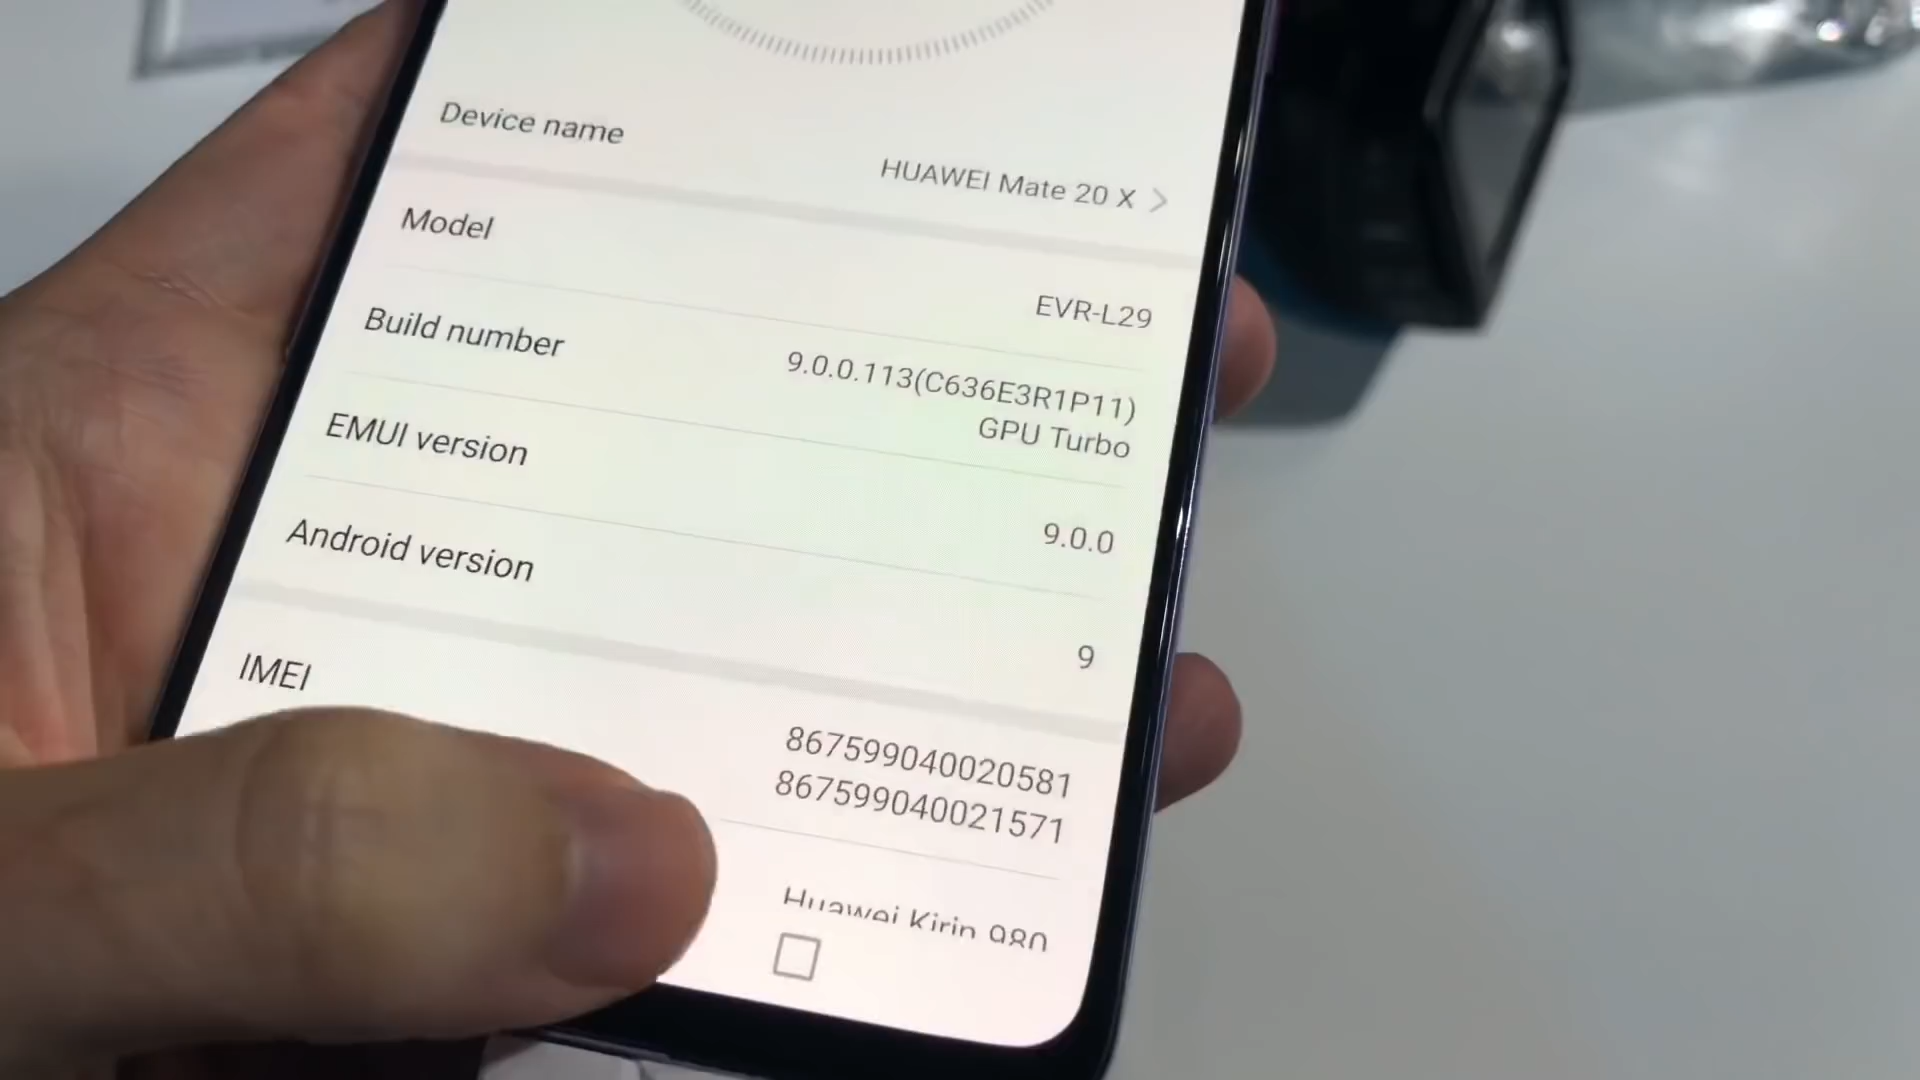 Device name
HUAWEI Mate 20 X
Model
EVR-L29
Build number
9.0.0.113(C636E3R1P11)
GPU Turbo
EMUI version
9.0.0
Android version
9
IMEI
867599040020581
867599040021571
Huawei Kirin 980